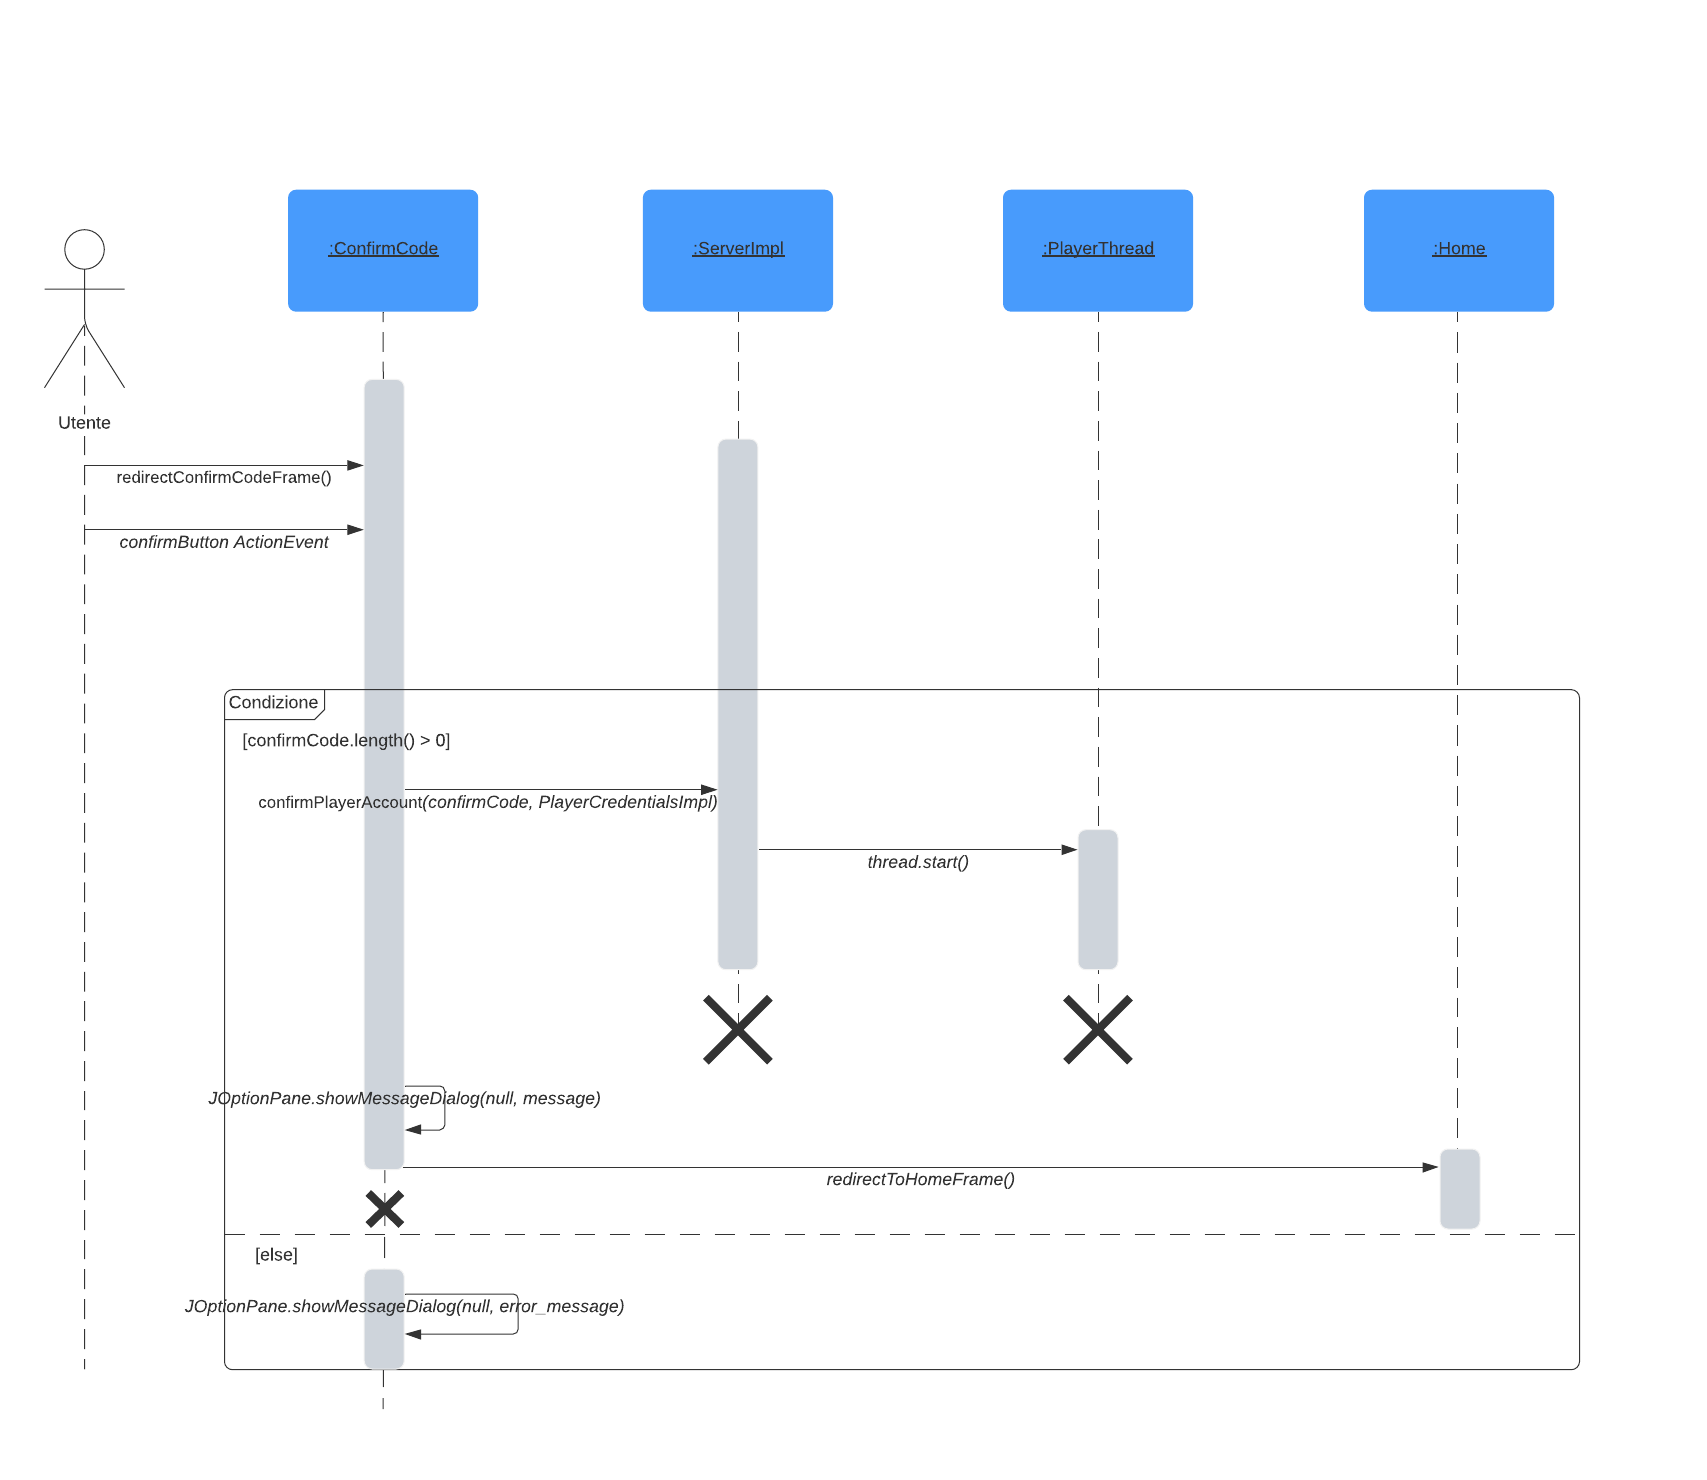 :ConfirmCode
:ServerImpl
:PlayerThread
:Home
Utente
redirectConfirmCodeFrame()
confirmButton ActionEvent
Condizione
[confirmCode.length() > 0]
confirmPlayerAccount(confirmCode, PlayerCredentialsImpl)
thread.start()
JOptionPane.showMessageDialog(null, message)
redirectToHomeFrame()
[else]
JOptionPane.showMessageDialog(null, error_message)